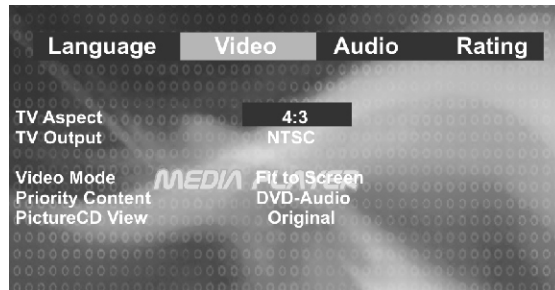 Language Video Audio Rating
TV Aspect 4:3
TV Output NTSC
Video Mode Fit to Screen
MEDIA PLAYER
Priority Content DVD-Audio
PictureCD View Original